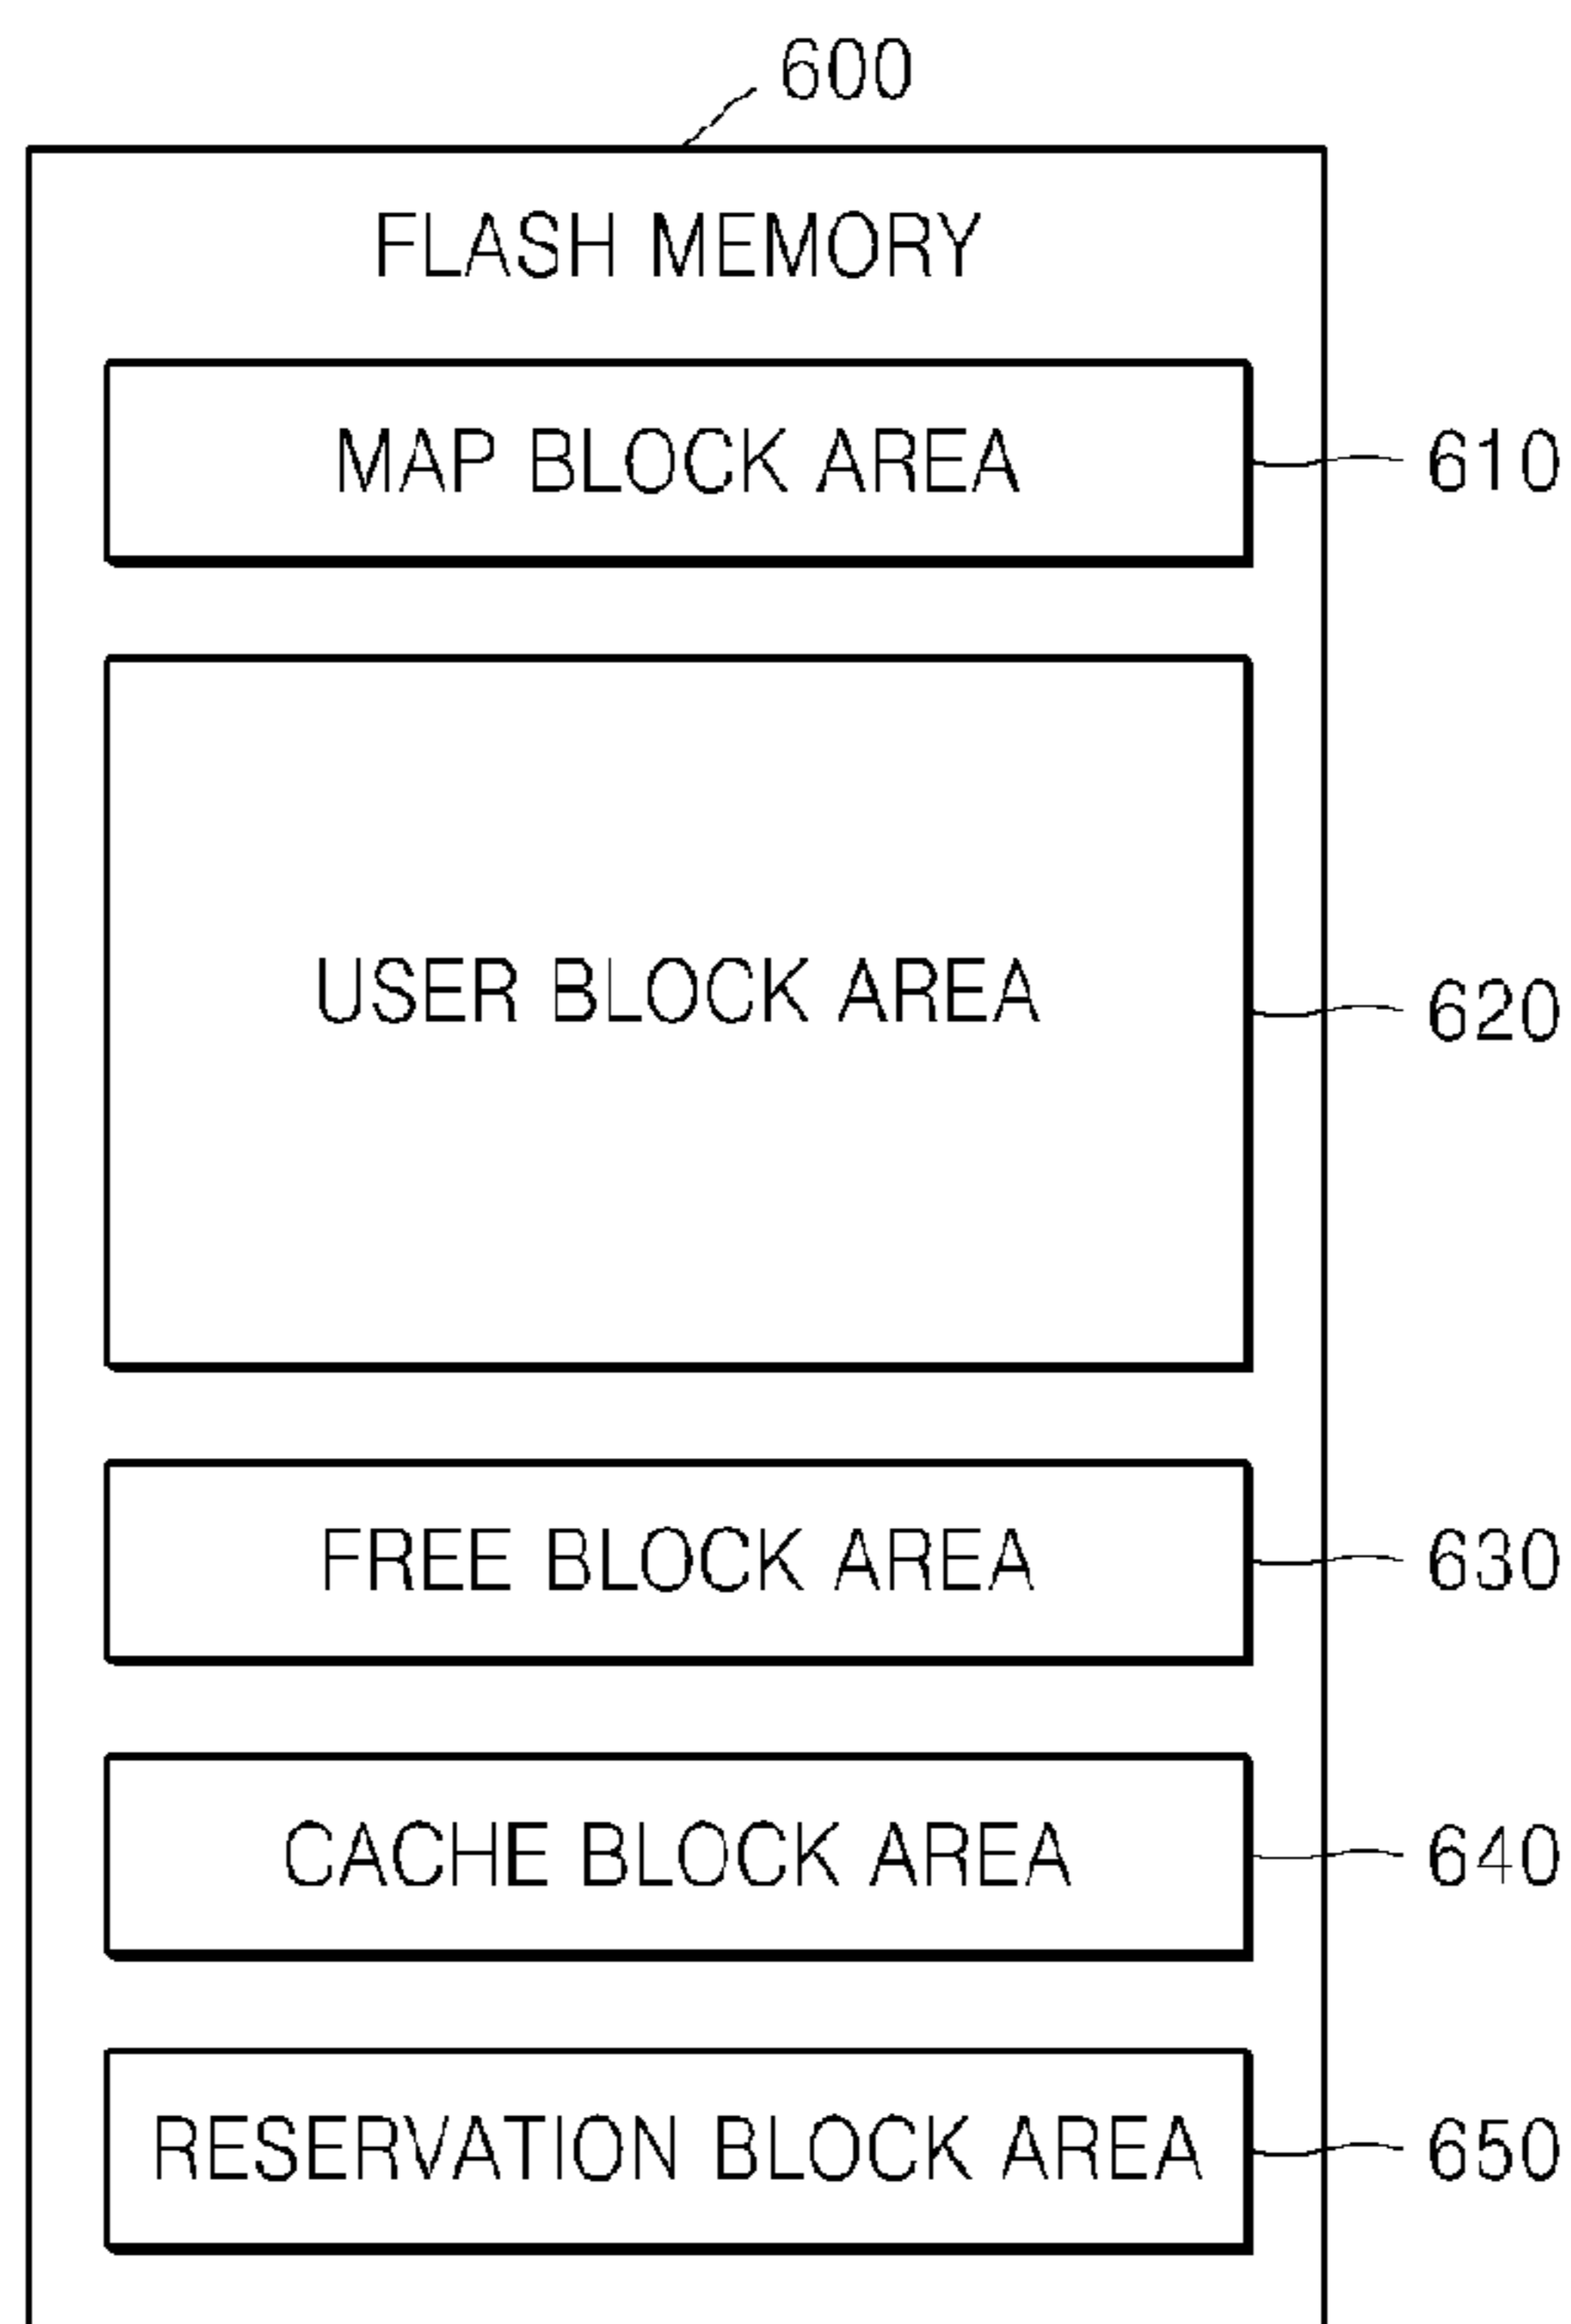 600
FLASH MEMORY
MAP BLOCK AREA 610
USER BLOCK AREA 620
FREE BLOCK AREA 630
CACHE BLOCK AREA 640
RESERVATION BLOCK AREA 650